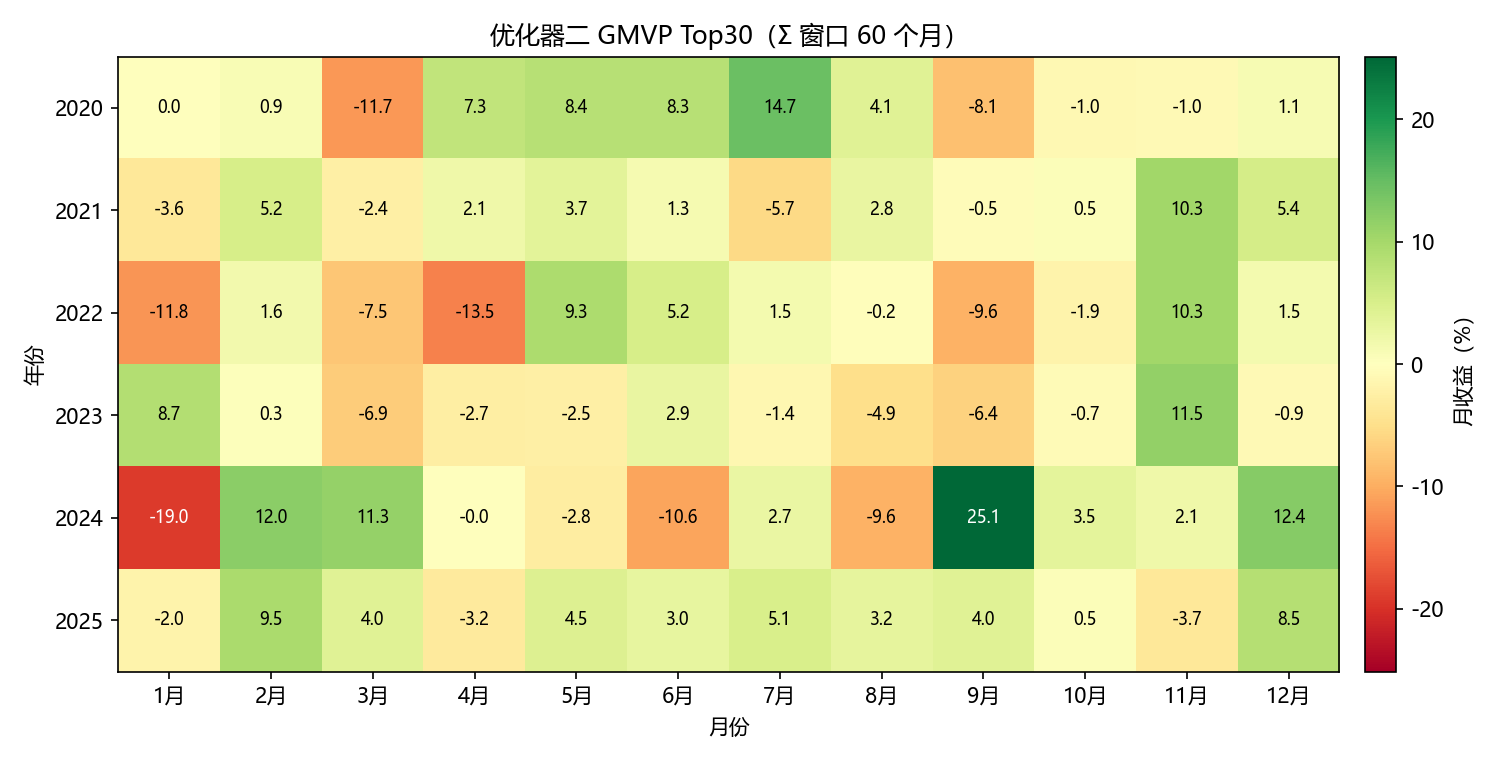 优化器二 GMVP Top30（Σ 窗口 60 个月）
年份
2020 0.0 0.9 -11.7 7.3 8.4 8.3 14.7 4.1 -8.1 -1.0 -1.0 1.1
2021 -3.6 5.2 -2.4 2.1 3.7 1.3 -5.7 2.8 -0.5 0.5 10.3 5.4
2022 -11.8 1.6 -7.5 -13.5 9.3 5.2 1.5 -0.2 -9.6 -1.9 10.3 1.5
2023 8.7 0.3 -6.9 -2.7 -2.5 2.9 -1.4 -4.9 -6.4 -0.7 11.5 -0.9
2024 -19.0 12.0 11.3 -0.0 -2.8 -10.6 2.7 -9.6 25.1 3.5 2.1 12.4
2025 -2.0 9.5 4.0 -3.2 4.5 3.0 5.1 3.2 4.0 0.5 -3.7 8.5
1月 2月 3月 4月 5月 6月 7月 8月 9月 10月 11月 12月
月份
20
10
0
-10
-20
月收益（%）